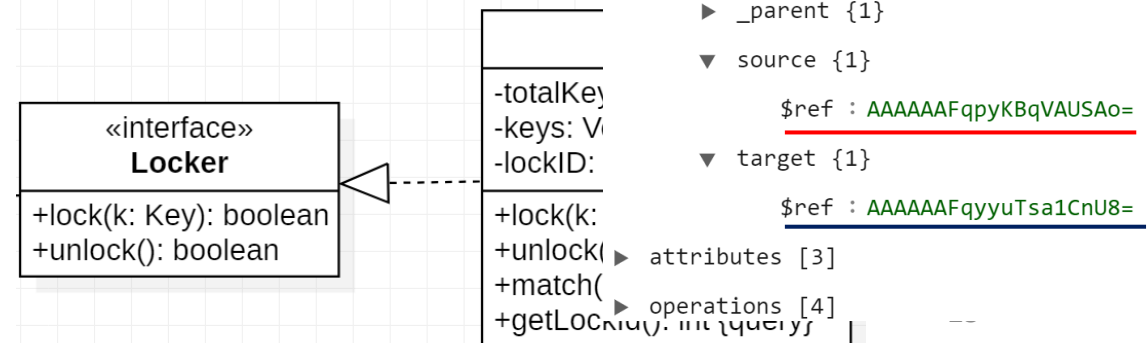 «interface»
Locker
+lock(k: Key): boolean
+unlock(): boolean
-totalKey
-keys:
-lockID:
+lock(k:
+unlock(
+match(
+getLockId(): int {query}
_parent {1}
source {1}
$ref : AAAAAAFqpyKBqVAUSAo=
target {1}
$ref : AAAAAAFqyyuTsa1CnU8=
attributes [3]
operations [4]